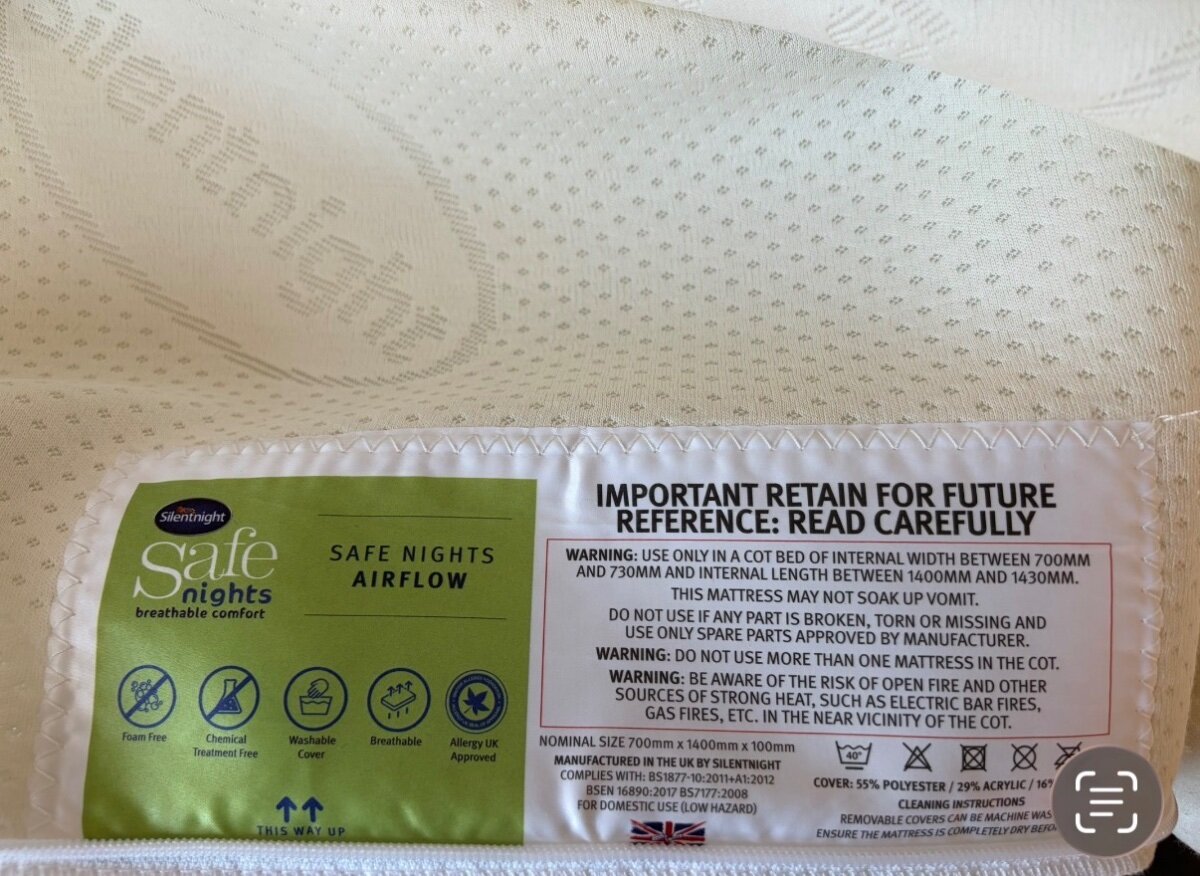 Silentnight
Silentnight
Safe
nights
breathable comfort
SAFE NIGHTS
AIRFLOW
Foam Free
Chemical
Treatment Free
Washable
Cover
Breathable
Allergy UK
Approved
THIS WAY UP
IMPORTANT RETAIN FOR FUTURE
REFERENCE: READ CAREFULLY
WARNING: USE ONLY IN A COT BED OF INTERNAL WIDTH BETWEEN 700MM
AND 730MM AND INTERNAL LENGTH BETWEEN 1400MM AND 1430MM.
THIS MATTRESS MAY NOT SOAK UP VOMIT.
DO NOT USE IF ANY PART IS BROKEN, TORN OR MISSING AND
USE ONLY SPARE PARTS APPROVED BY MANUFACTURER.
WARNING: DO NOT USE MORE THAN ONE MATTRESS IN THE COT.
WARNING: BE AWARE OF THE RISK OF OPEN FIRE AND OTHER
SOURCES OF STRONG HEAT, SUCH AS ELECTRIC BAR FIRES,
GAS FIRES, ETC. IN THE NEAR VICINITY OF THE COT.
NOMINAL SIZE 700mm x 1400mm x 100mm
MANUFACTURED IN THE UK BY SILENTNIGHT
COMPLIES WITH: BS1877-10:2011+A1:2012
BSEN 16890:2017 BS7177:2008
FOR DOMESTIC USE (LOW HAZARD)
40°
COVER: 55% POLYESTER / 29% ACRYLIC / 16%
CLEANING INSTRUCTIONS
REMOVABLE COVERS CAN BE MACHINE
ENSURE THE MATTRESS IS COMPLETELY DRY